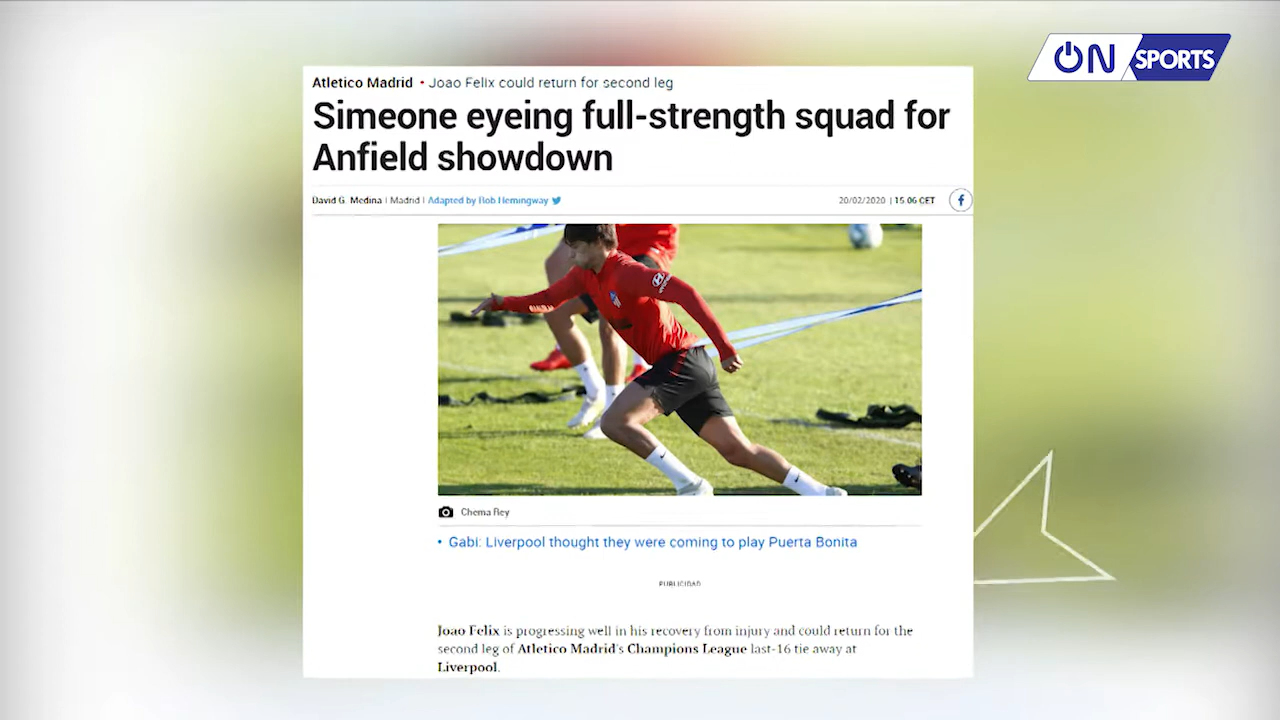 ON SPORTS
Atletico Madrid • Joao Felix could return for second leg
Simeone eyeing full-strength squad for
Anfield showdown
David G. Medina | Madrid | Adapted by Rob Hemingway
20/02/2020 | 15.06 CET
f
HYUNDAI
Chema Rey
• Gabi: Liverpool thought they were coming to play Puerta Bonita
PUBLICIDAD
Joao Felix is progressing well in his recovery from injury and could return for the
second leg of Atletico Madrid's Champions League last-16 tie away at
Liverpool.